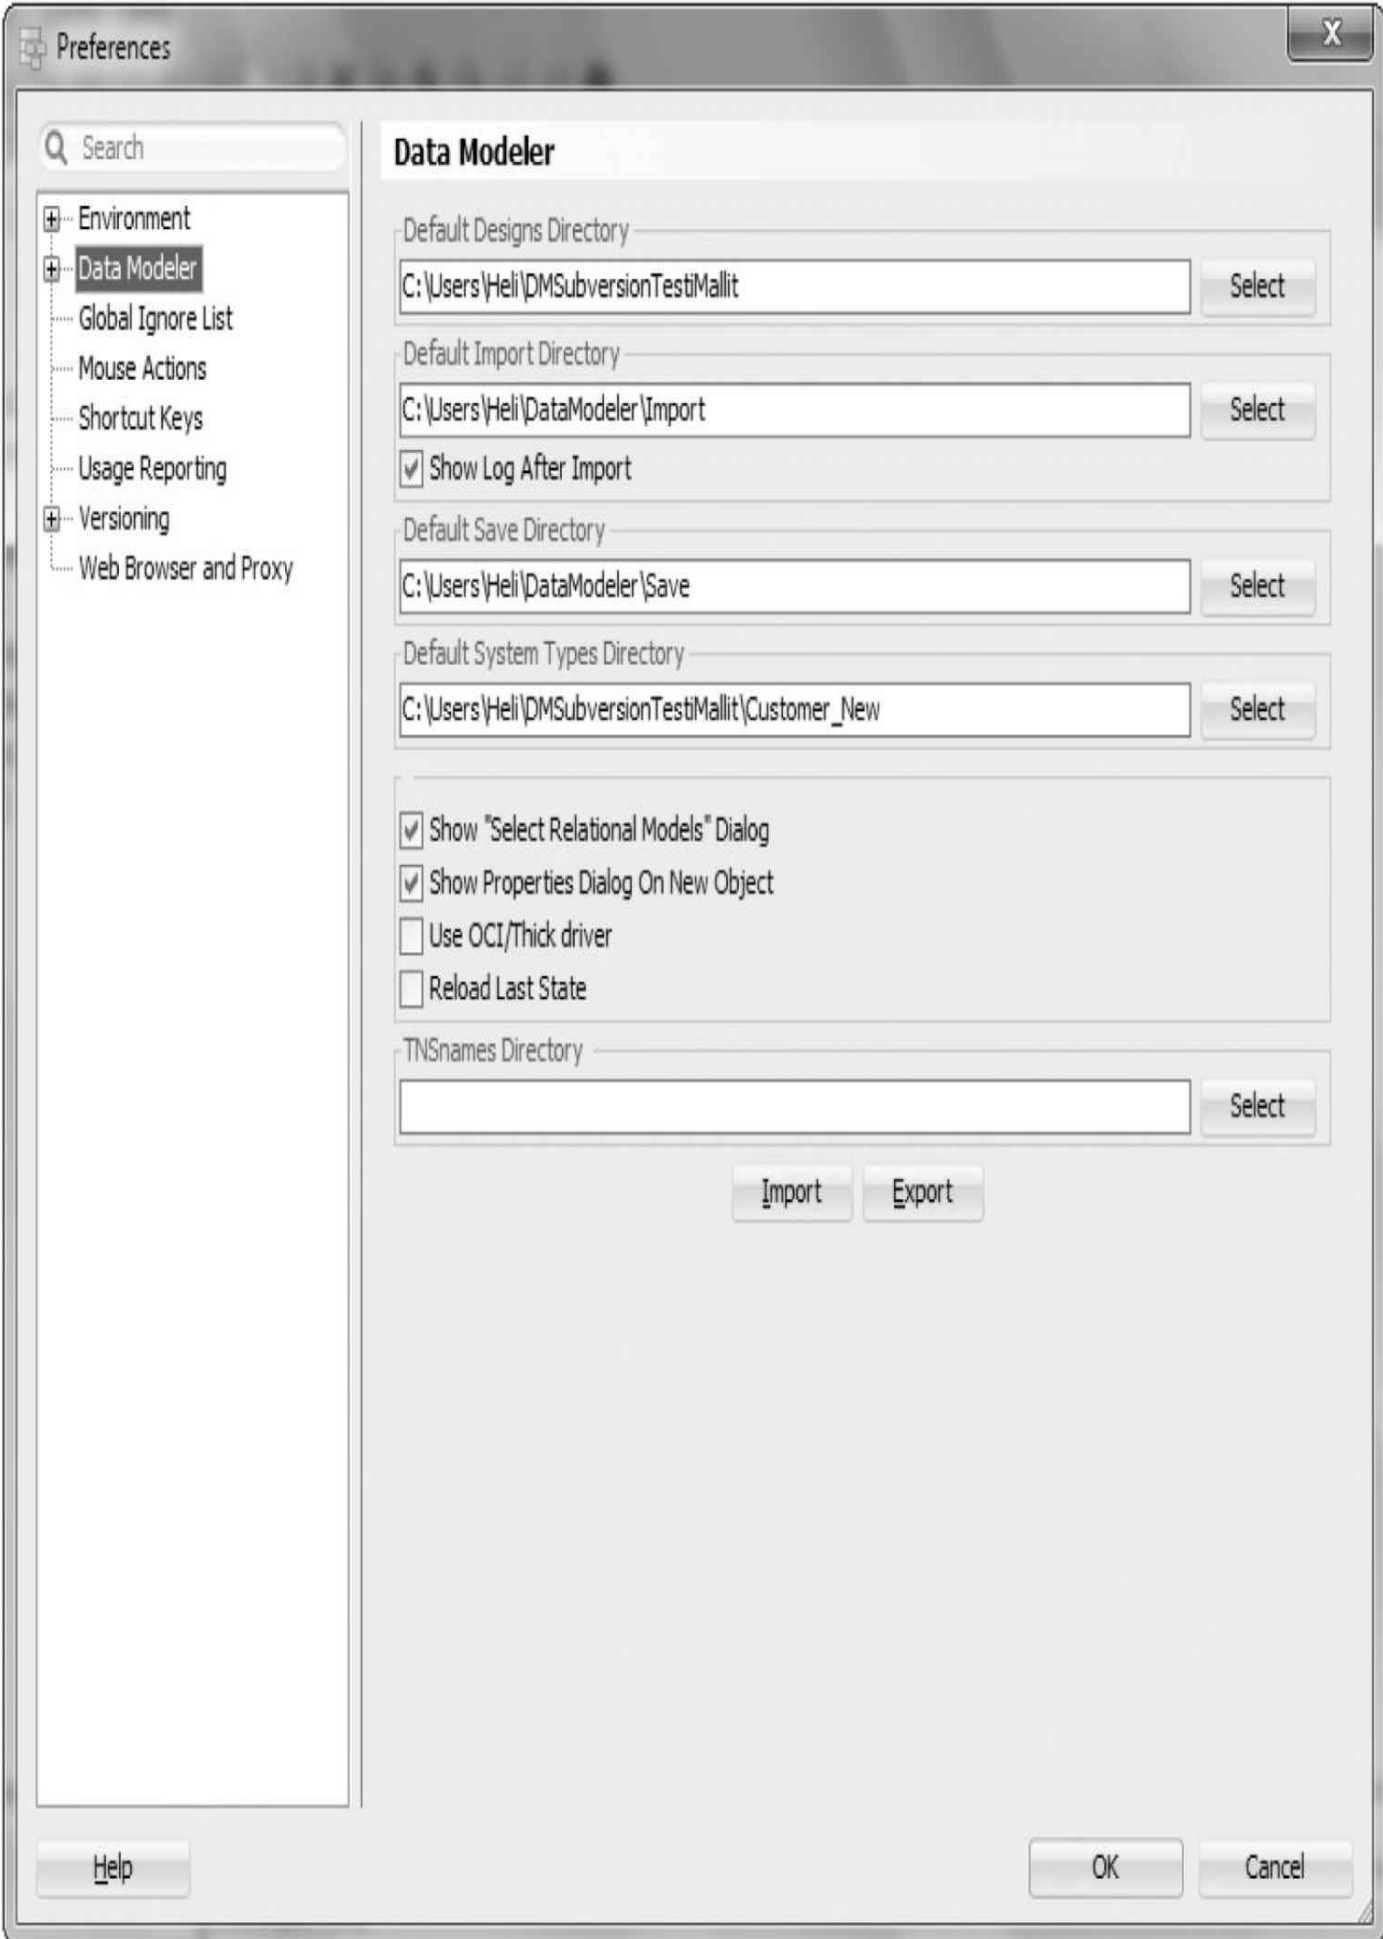 Preferences
X
Search
Environment
Data Modeler
Global Ignore List
Mouse Actions
Shortcut Keys
Usage Reporting
Versioning
Web Browser and Proxy
Data Modeler
Default Designs Directory
C:\Users\Heli\DMSubversionTestiMallit
Select
Default Import Directory
C:\Users\Heli\DataModeler\Import
Select
Show Log After Import
Default Save Directory
C:\Users\Heli\DataModeler\Save
Select
Default System Types Directory
C:\Users\Heli\DMSubversionTestiMallit\Customer_New
Select
Show "Select Relational Models" Dialog
Show Properties Dialog On New Object
Use OCI/Thick driver
Reload Last State
TNSnames Directory
Select
Import Export
Help
OK
Cancel